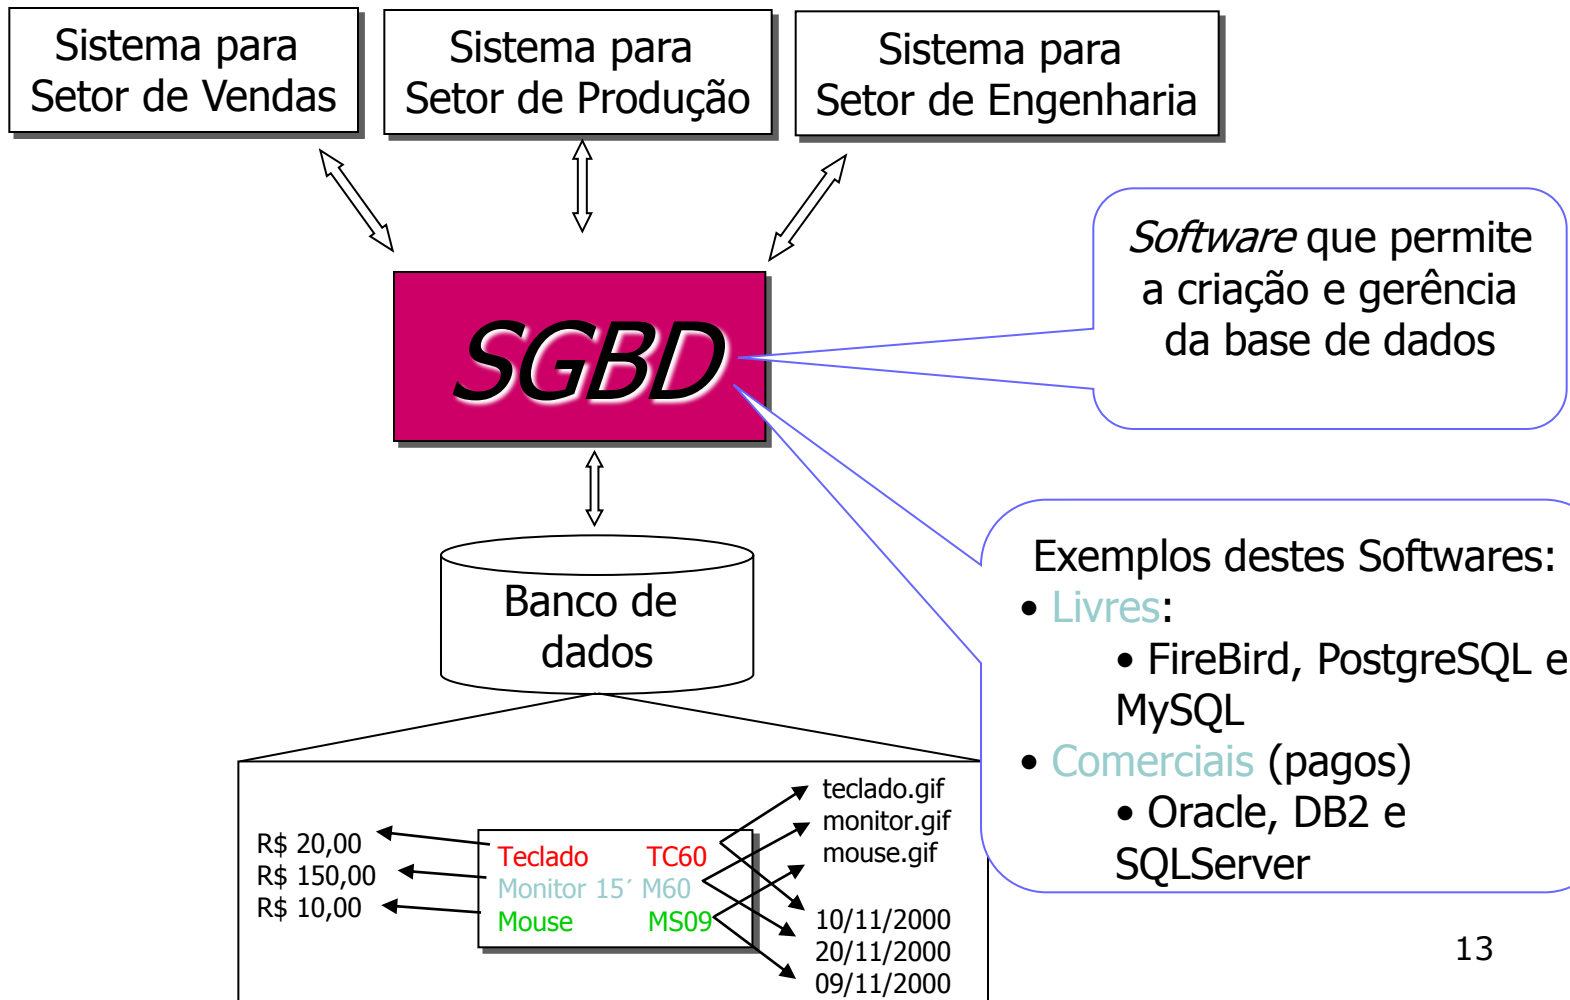 Sistema para
Setor de Vendas
Sistema para
Setor de Produção
Sistema para
Setor de Engenharia
SGBD
Software que permite
a criação e gerência
da base de dados
Banco de
dados
Exemplos destes Softwares:
• Livres:
• FireBird, PostgreSQL e
MySQL
• Comerciais (pagos)
• Oracle, DB2 e
SQLServer
R$ 20,00
R$ 150,00
R$ 10,00
Teclado TC60
Monitor 15´ M60
Mouse MS09
teclado.gif
monitor.gif
mouse.gif
10/11/2000
20/11/2000
09/11/2000
13